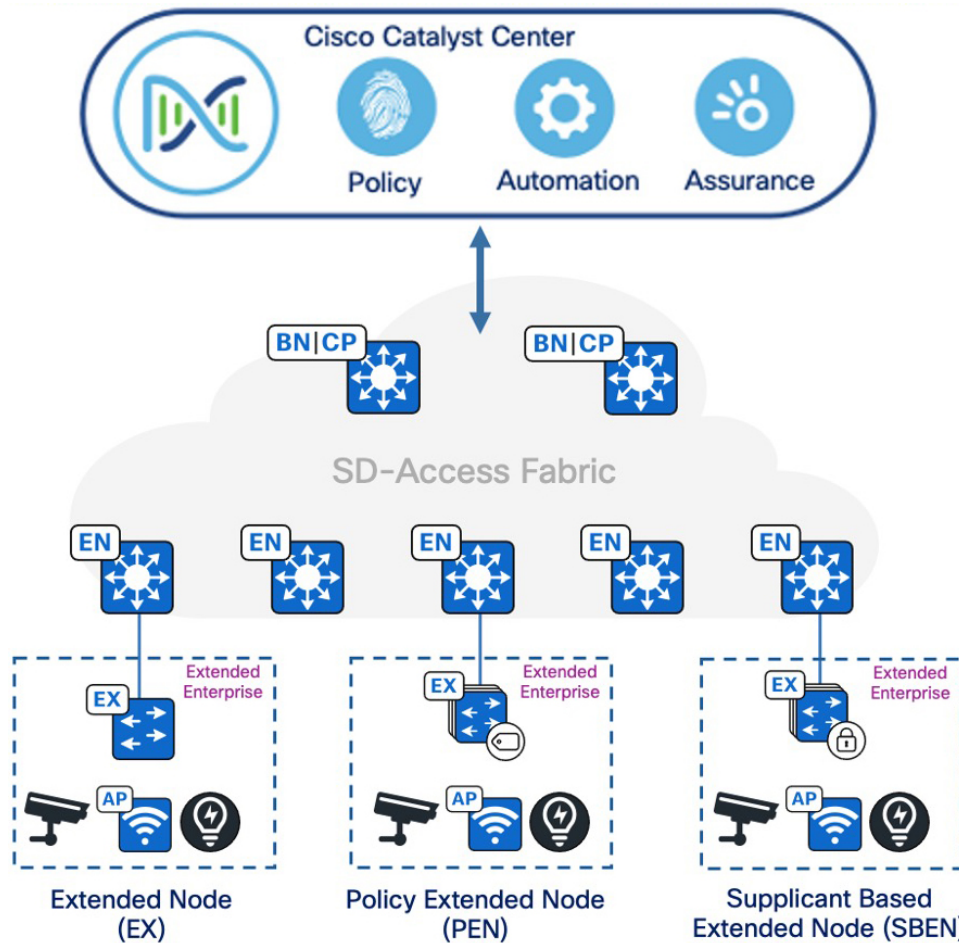 Cisco Catalyst Center
Policy
Automation
Assurance
BN|CP
BN|CP
SD-Access Fabric
EN
EN
EN
EN
EN
Extended
Enterprise
EX
AP
Extended
Enterprise
EX
AP
Extended
Enterprise
EX
AP
Extended Node
(EX)
Policy Extended Node
(PEN)
Supplicant Based
Extended Node (SBEN)